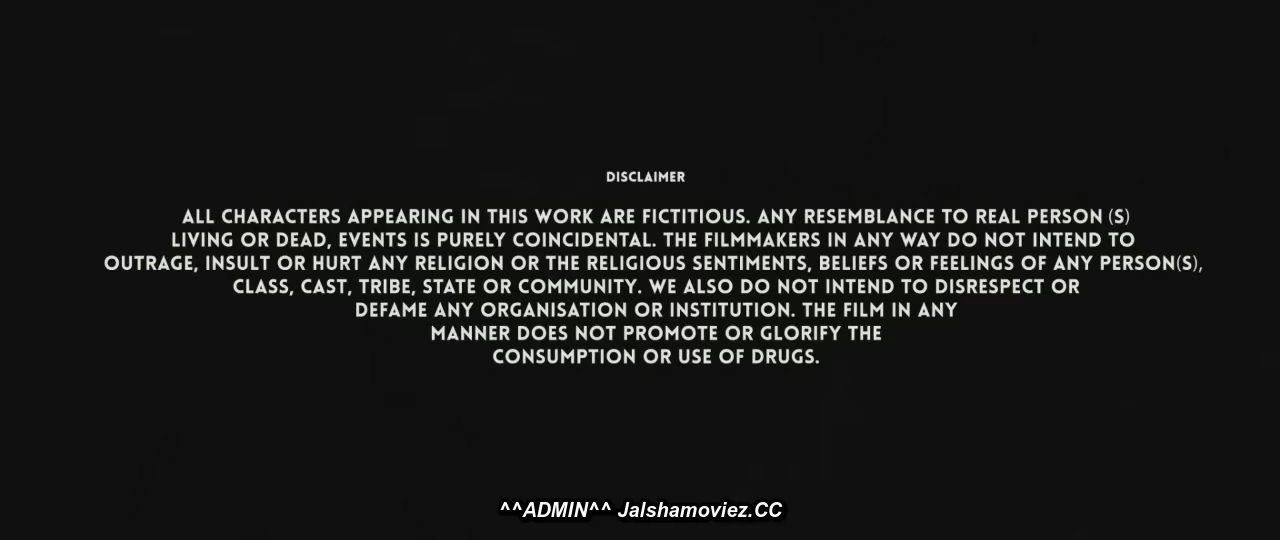 DISCLAIMER
ALL CHARACTERS APPEARING IN THIS WORK ARE FICTITIOUS. ANY RESEMBLANCE TO REAL PERSON (S)
LIVING OR DEAD, EVENTS IS PURELY COINCIDENTAL. THE FILMMAKERS IN ANY WAY DO NOT INTEND TO
OUTRAGE, INSULT OR HURT ANY RELIGION OR THE RELIGIOUS SENTIMENTS, BELIEFS OR FEELINGS OF ANY PERSON(S),
CLASS, CAST, TRIBE, STATE OR COMMUNITY. WE ALSO DO NOT INTEND TO DISRESPECT OR
DEFAME ANY ORGANISATION OR INSTITUTION. THE FILM IN ANY
MANNER DOES NOT PROMOTE OR GLORIFY THE
CONSUMPTION OR USE OF DRUGS.
^^ADMIN^^ Jalshamoviez.CC